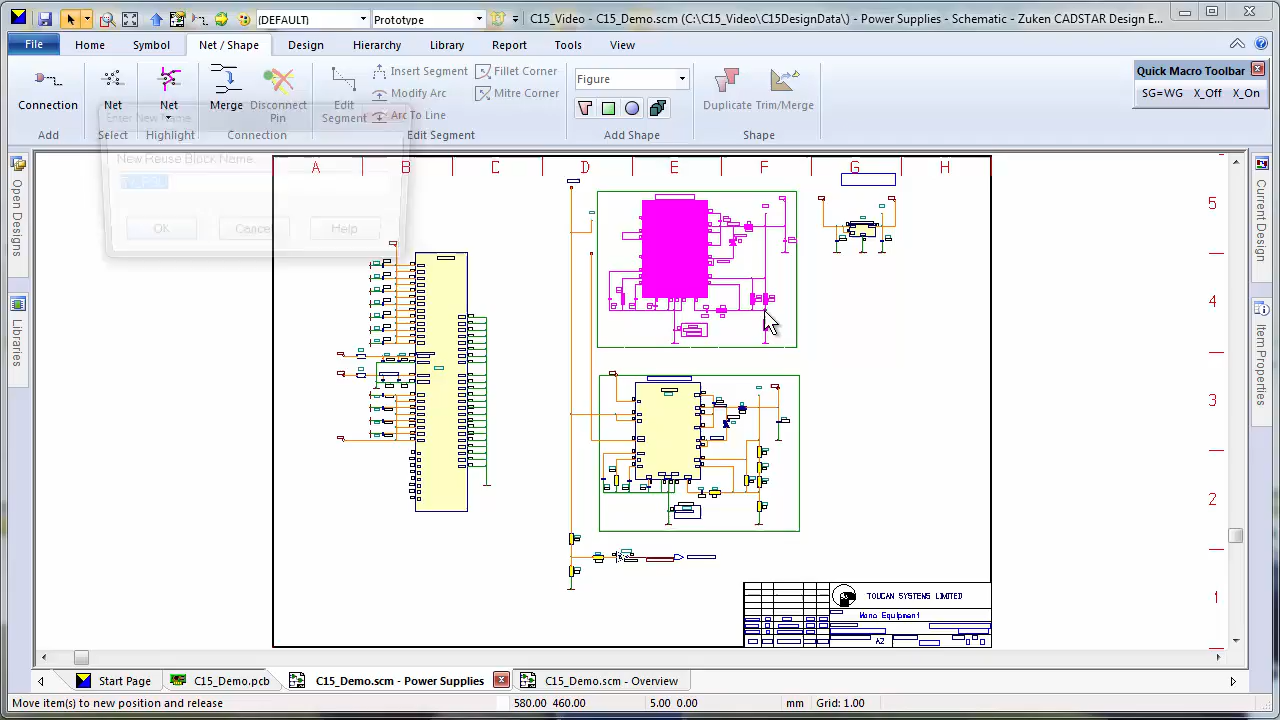 (DEFAULT)
Prototype
C15_Video - C15_Demo.scm (C:\C15_Video\C15DesignData\) - Power Supplies - Schematic - Zuken CADSTAR Design E...
File
Home
Symbol
Net / Shape
Design
Hierarchy
Library
Report
Tools
View
Connection
Net
Net
Merge
Disconnect
Pin
Edit
Segment
Insert Segment
Modify Arc
Arc To Line
Fillet Corner
Mitre Corner
Figure
Duplicate
Trim/Merge
Quick Macro Toolbar
SG=WG
X_Off
X_On
Add
Select
Highlight
Connection
Edit Segment
Add Shape
Shape
Enter New Name
New Reuse Block Name
OK
Cancel
Help
Open Designs
Libraries
Current Design
Item Properties
A
B
C
D
E
F
G
H
5
4
3
2
1
TOUCAN SYSTEMS LIMITED
Mono Equipment
A2
Start Page
C15_Demo.pcb
C15_Demo.scm - Power Supplies
C15_Demo.scm - Overview
Move item(s) to new position and release
580.00 460.00
5.00 0.00
mm
Grid: 1.00